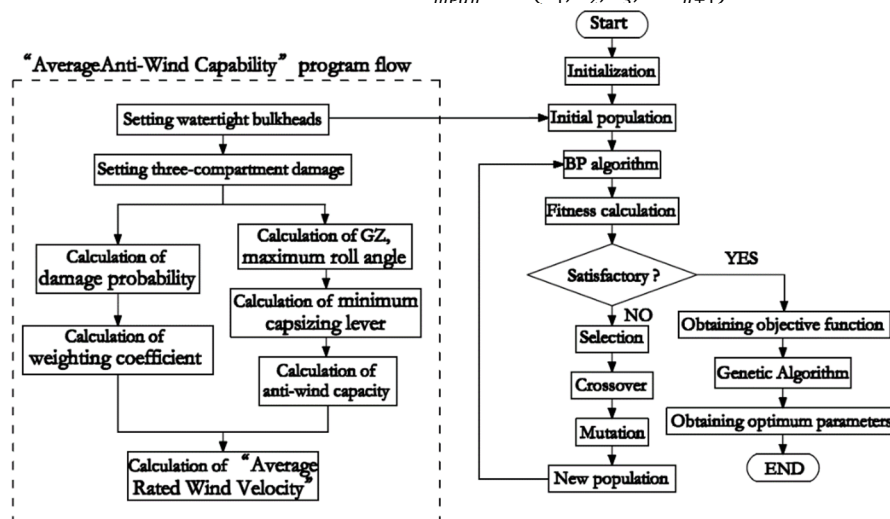 Start
“AverageAnti-Wind Capability” program flow
Initialization
Setting watertight bulkheads
Initial population
Setting three-compartment damage
BP algorithm
Fitness calculation
Calculation of
damage probability
Calculation of GZ,
maximum roll angle
Satisfactory ?
YES
NO
Calculation of minimum
capsizing lever
Calculation of
weighting coefficient
Selection
Obtaining objective function
Calculation of
anti-wind capacity
Crossover
Genetic Algorithm
Mutation
Obtaining optimum parameters
Calculation of “Average
Rated Wind Velocity”
New population
END